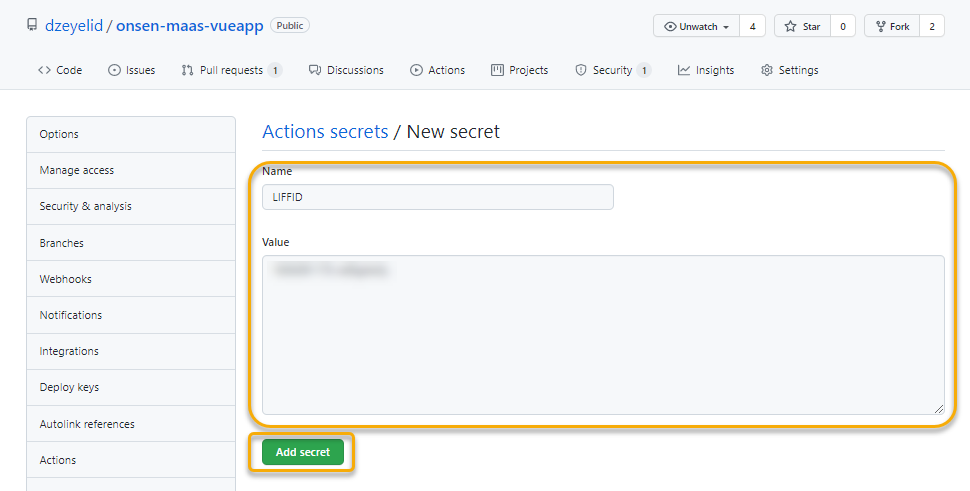 dzeyelid / onsen-maas-vueapp Public
Unwatch 4
Star 0
Fork 2
Code
Issues
Pull requests 1
Discussions
Actions
Projects
Security 1
Insights
Settings
Options
Manage access
Security & analysis
Branches
Webhooks
Notifications
Integrations
Deploy keys
Autolink references
Actions
Actions secrets / New secret
Name
LIFFID
Value
Add secret